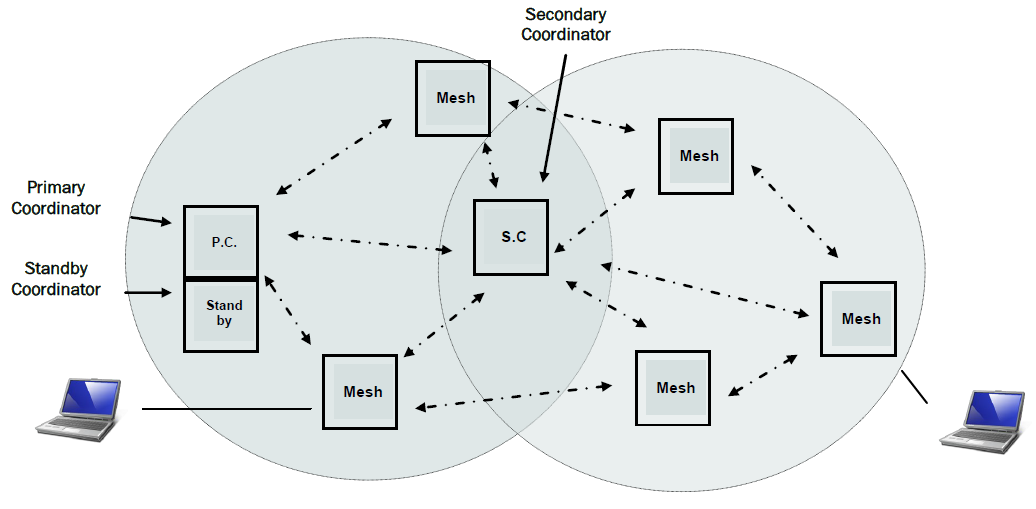 Secondary
Coordinator
Mesh
Mesh
Primary
Coordinator
P.C.
S.C
Standby
Coordinator
Stand
by
Mesh
Mesh
Mesh